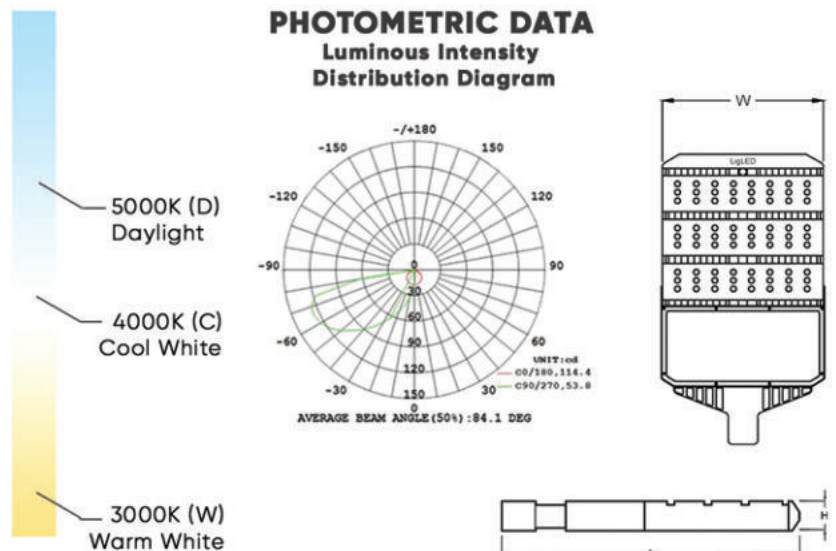 PHOTOMETRIC DATA
Luminous Intensity
Distribution Diagram
5000K (D)
Daylight
4000K (C)
Cool White
3000K (W)
Warm White
-/+180
-150
150
-120
120
-90
90
-60
60
-30
30
0
0
30
60
90
120
150
UNIT:cd
C0/180,114.4
C90/270,53.8
AVERAGE BEAM ANGLE(50%):84.1 DEG
W
LigLED
H